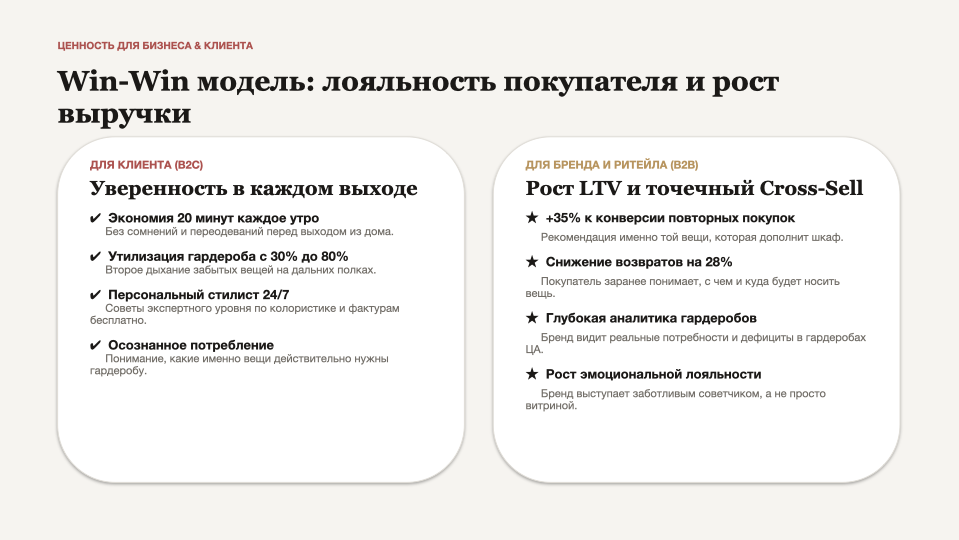 ЦЕННОСТЬ ДЛЯ БИЗНЕСА & КЛИЕНТА
Win-Win модель: лояльность покупателя и рост
выручки
ДЛЯ КЛИЕНТА (B2C)
Уверенность в каждом выходе
✔ Экономия 20 минут каждое утро
Без сомнений и переодеваний перед выходом из дома.
✔ Утилизация гардероба с 30% до 80%
Второе дыхание забытых вещей на дальних полках.
✔ Персональный стилист 24/7
Советы экспертного уровня по колористике и фактурам
бесплатно.
✔ Осознанное потребление
Понимание, какие именно вещи действительно нужны
гардеробу.
ДЛЯ БРЕНДА И РИТЕЙЛА (B2B)
Рост LTV и точечный Cross-Sell
★ +35% к конверсии повторных покупок
Рекомендация именно той вещи, которая дополнит шкаф.
★ Снижение возвратов на 28%
Покупатель заранее понимает, с чем и куда будет носить
вещь.
★ Глубокая аналитика гардеробов
Бренд видит реальные потребности и дефициты в гардеробах
ЦА.
★ Рост эмоциональной лояльности
Бренд выступает заботливым советчиком, а не просто
витриной.